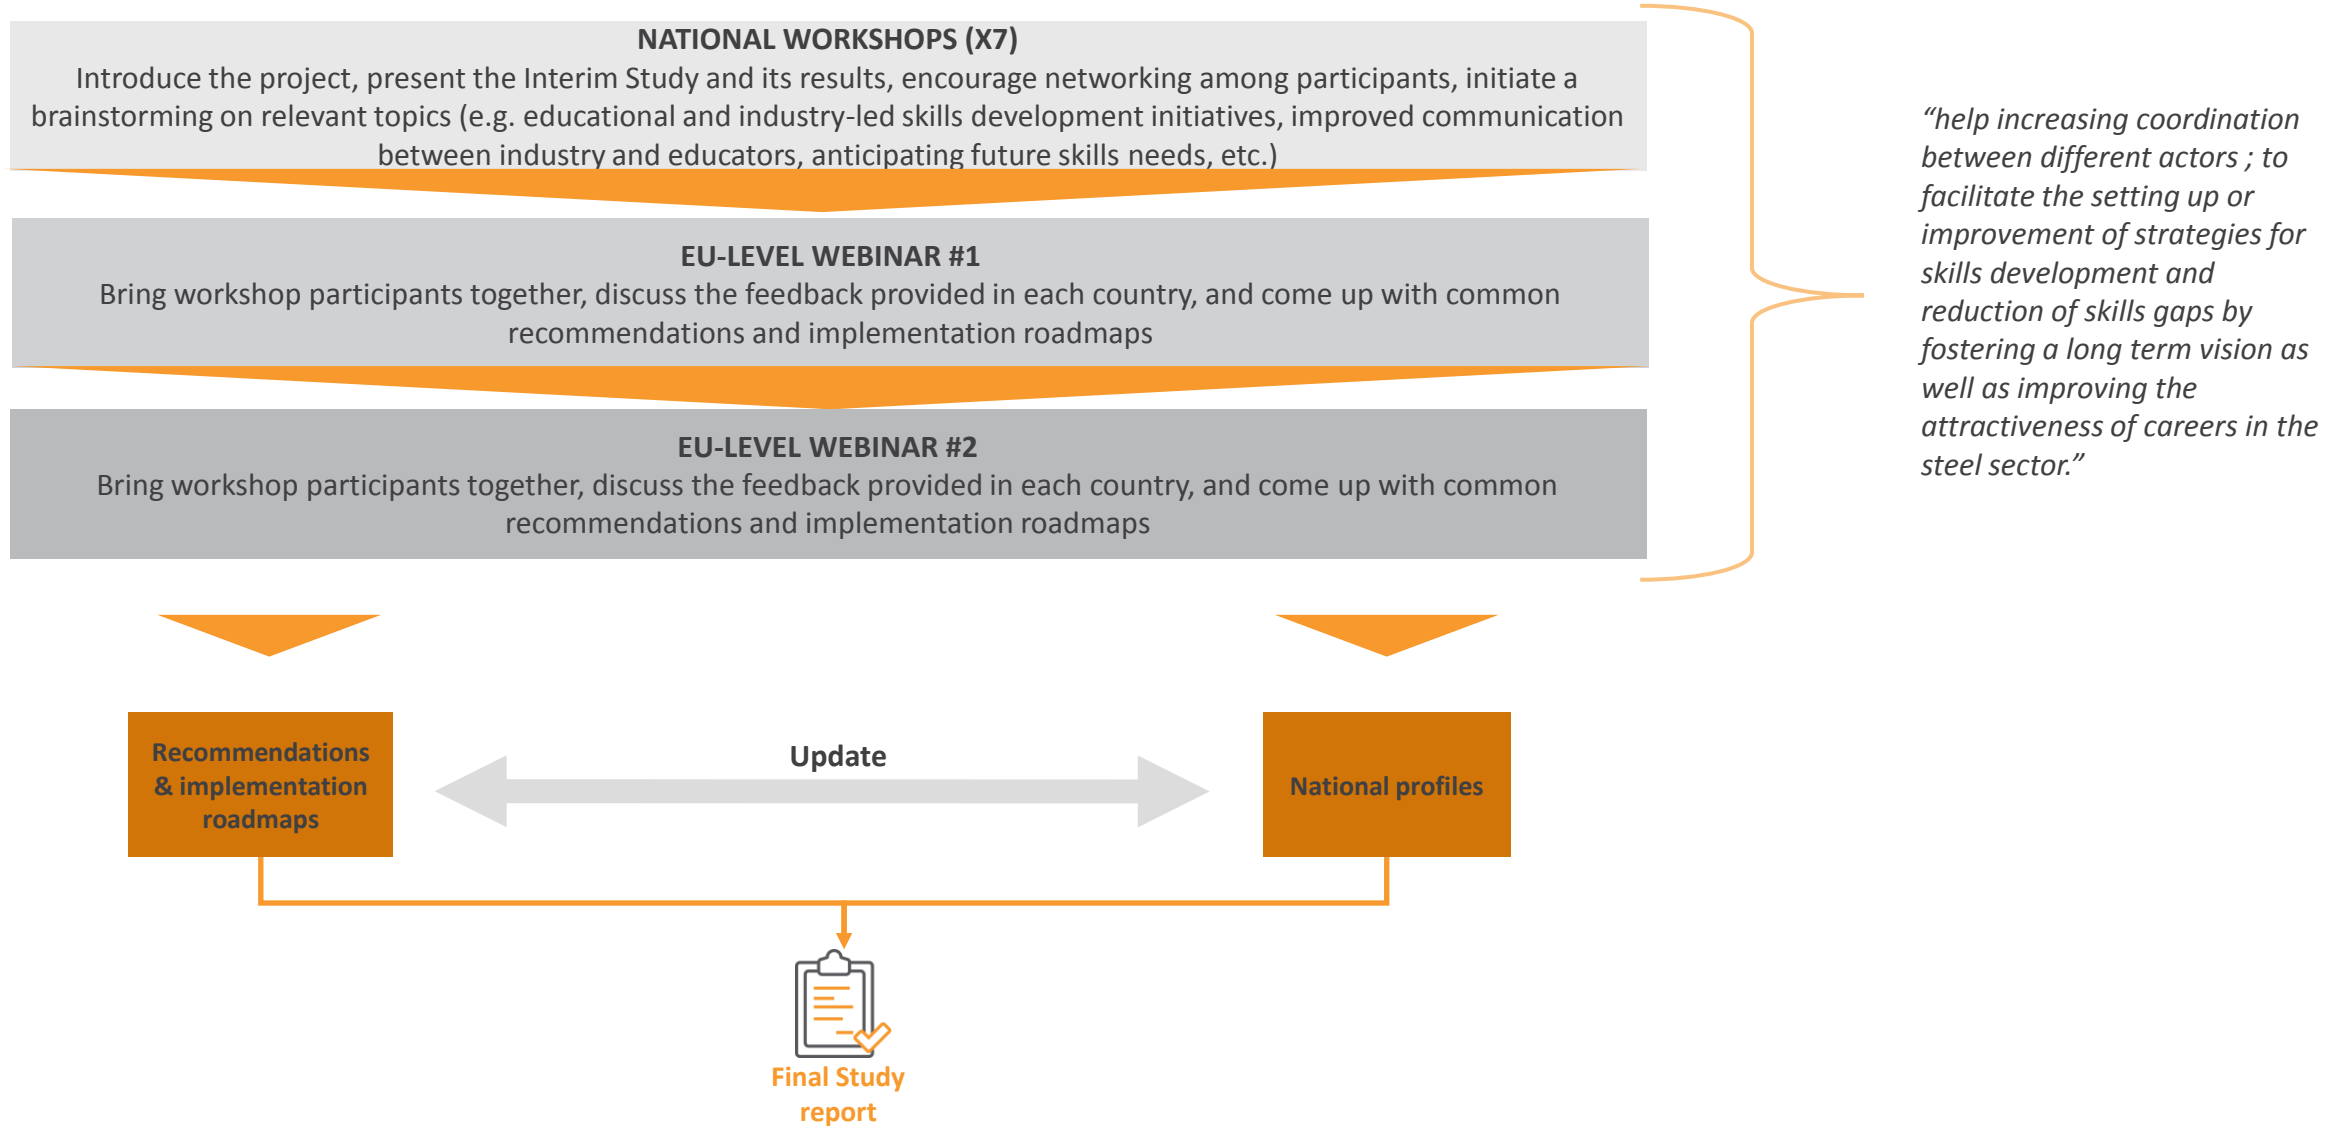 NATIONAL WORKSHOPS (X7)
Introduce the project, present the Interim Study and its results, encourage networking among participants, initiate a
brainstorming on relevant topics (e.g. educational and industry-led skills development initiatives, improved communication
between industry and educators, anticipating future skills needs, etc.)
EU-LEVEL WEBINAR #1
Bring workshop participants together, discuss the feedback provided in each country, and come up with common
recommendations and implementation roadmaps
EU-LEVEL WEBINAR #2
Bring workshop participants together, discuss the feedback provided in each country, and come up with common
recommendations and implementation roadmaps
“help increasing coordination
between different actors ; to
facilitate the setting up or
improvement of strategies for
skills development and
reduction of skills gaps by
fostering a long term vision as
well as improving the
attractiveness of careers in the
steel sector.”
Recommendations
& implementation
roadmaps
Update
National profiles
Final Study
report